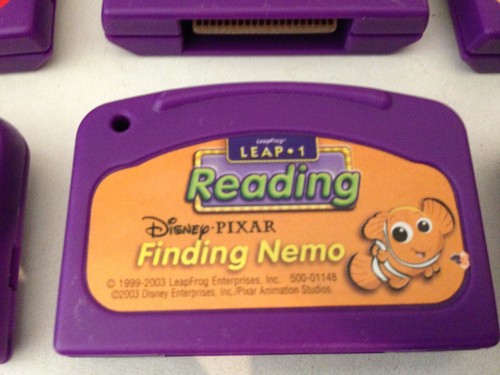 LeapFrog
LEAP•1
Reading
Disney·PIXAR
Finding Nemo
© 1999-2003 LeapFrog Enterprises, Inc. 500-01148
©2003 Disney Enterprises, Inc./Pixar Animation Studios.